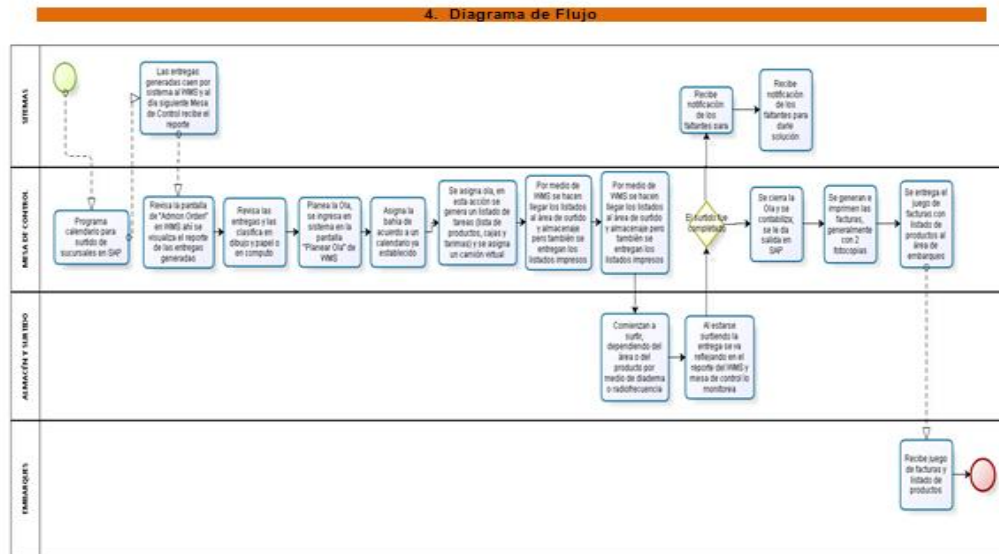 4. Diagrama de Flujo
SITEMAS
Las entregas
generadas caen por
sistema al WMS y al
día siguiente Mesa
de Control recibe el
reporte
Recibe
notificación
de los
faltantes para
Recibe
notificación
de los
faltantes para
darle
solución
MESA DE CONTROL
Programa
calendario para
surtido de
sucursales en SAP
Revisa la pantalla
de "Admon Orden"
en WMS ahí se
visualiza el reporte
de las entregas
generadas
Revisa las
entregas y las
clasifica en
dibujo y papel o
en computo
Planea la Ola, se
ingresa en
sistema en la
pantalla
"Planear Ola" de
WMS
Asigna la
bahía de
acuerdo a un
calendario ya
establecido
Se asigna ola, en
esta acción se
genera un listado de
tareas (lista de
productos, cajas y
tarimas) y se asigna
un camión virtual
Por medio de
WMS se hacen
llegar los listados
al área de surtido
y almacenaje
pero también se
entregan los
listados impresos
Por medio de
WMS se hacen
llegar los listados
al área de surtido
y almacenaje pero
también se
entregan los
listados impresos
El surtido fue
completado
Se cierra la
Ola y se
contabiliza;
se le da
salida en
SAP
Se generan e
imprimen las
facturas,
generalmente
con 2
fotocopias
Se entrega el
juego de
facturas con
listado de
productos al
área de
embarques
ALMACÉN Y SURTIDO
Comienzan a
surtir,
dependiendo del
área o del
producto por
medio de diadema
o radiofrecuencia
Al estarse
surtiendo la
entrega se va
reflejando en el
reporte del WMS y
mesa de control lo
monitorea
EMBARQUES
Recibe juego
de facturas y
listado de
productos